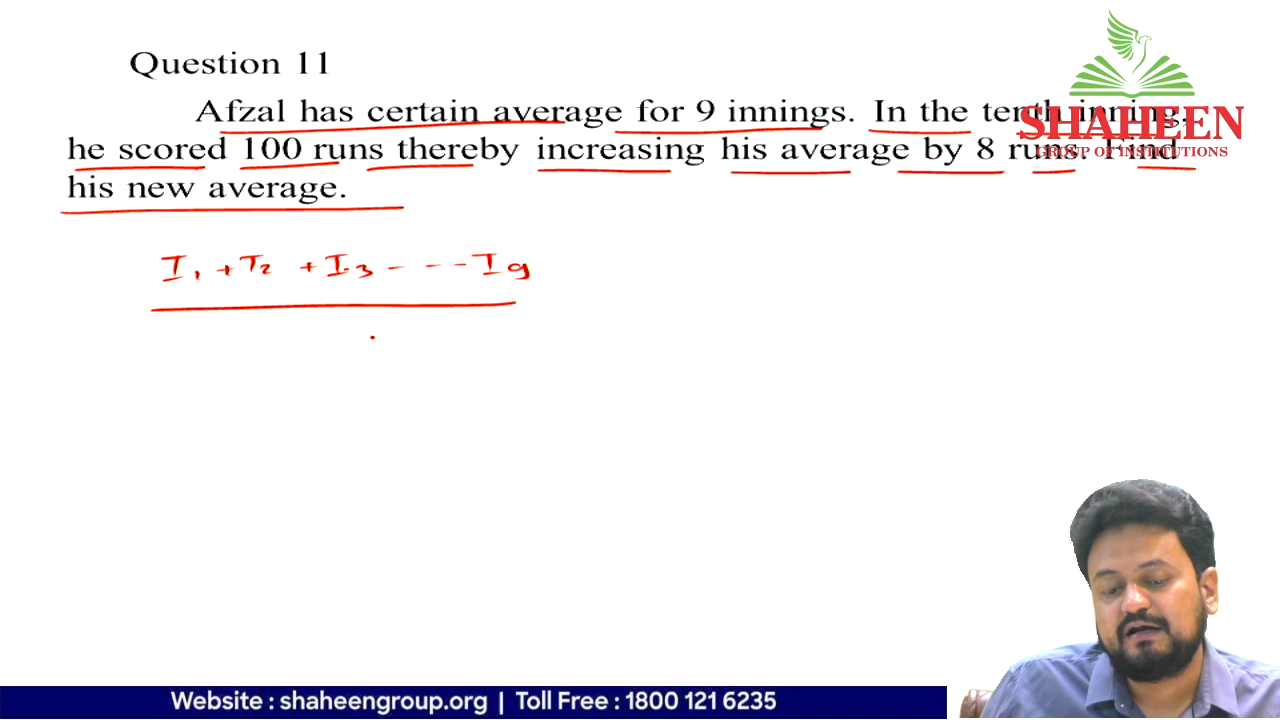 Question 11
Afzal has certain average for 9 innings. In the tenth inning,
he scored 100 runs thereby increasing his average by 8 runs. Find
his new average.
SHAHEEN
GROUP OF INSTITUTIONS
I₁ + I₂ + I.₃ - - -- I₉
Website : shaheengroup.org | Toll Free : 1800 121 6235